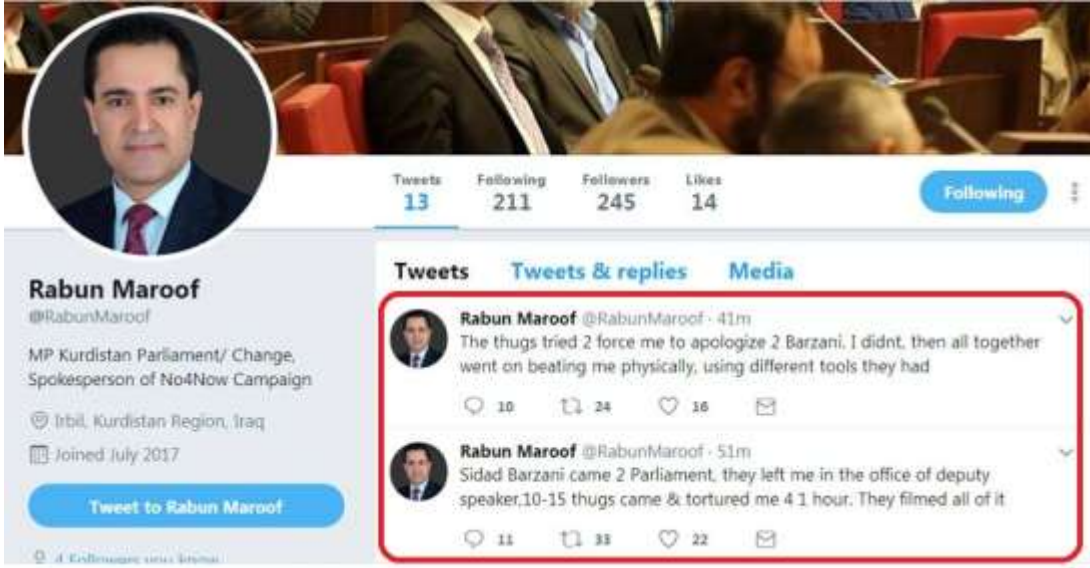 Tweets Following Followers Likes
13 211 245 14
Following
Rabun Maroof
@RabunMaroof
MP Kurdistan Parliament/ Change,
Spokesperson of No4Now Campaign
Irbil, Kurdistan Region, Iraq
Joined July 2017
Tweet to Rabun Maroof
4 Followers you know
Tweets Tweets & replies Media
Rabun Maroof @RabunMaroof · 41m
The thugs tried 2 force me to apologize 2 Barzani. I didnt, then all together
went on beating me physically, using different tools they had
10 24 16
Rabun Maroof @RabunMaroof · 51m
Sidad Barzani came 2 Parliament, they left me in the office of deputy
speaker,10-15 thugs came & tortured me 4 1 hour. They filmed all of it
11 33 22